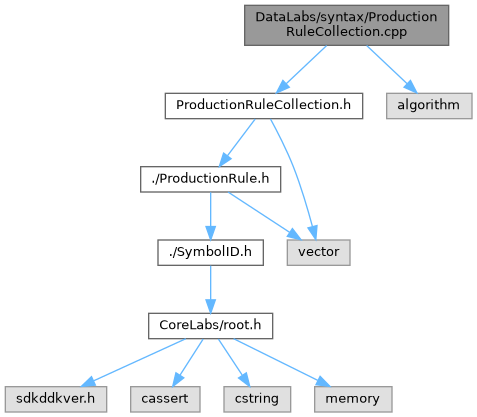 DataLabs/syntax/Production
RuleCollection.cpp
ProductionRuleCollection.h
algorithm
./ProductionRule.h
./SymbolID.h
vector
CoreLabs/root.h
sdkddkver.h
cassert
cstring
memory